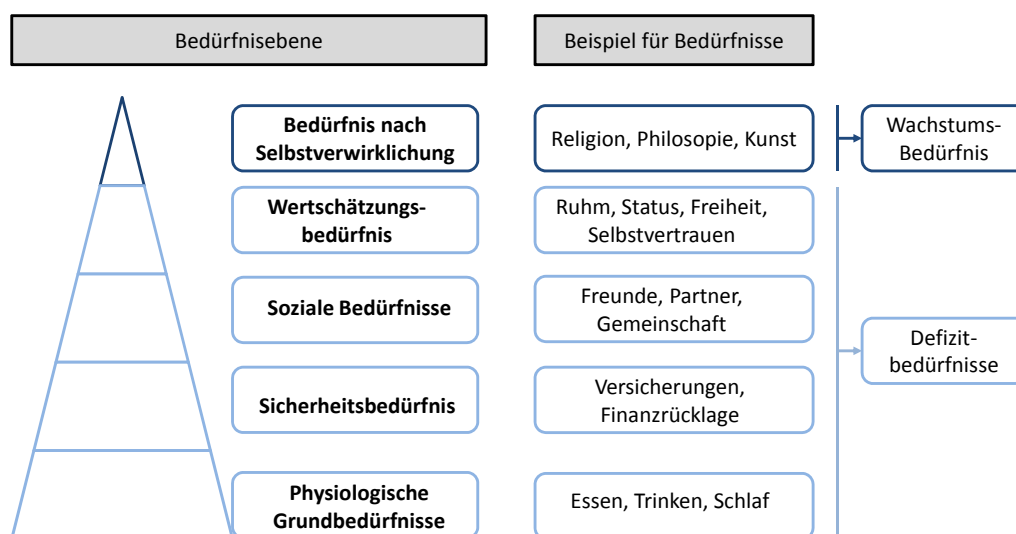 Bedürfnisebene
Beispiel für Bedürfnisse
Bedürfnis nach
Selbstverwirklichung
Religion, Philosopie, Kunst
Wachstums-
Bedürfnis
Wertschätzungs-
bedürfnis
Ruhm, Status, Freiheit,
Selbstvertrauen
Soziale Bedürfnisse
Freunde, Partner,
Gemeinschaft
Defizit-
bedürfnisse
Sicherheitsbedürfnis
Versicherungen,
Finanzrücklage
Physiologische
Grundbedürfnisse
Essen, Trinken, Schlaf